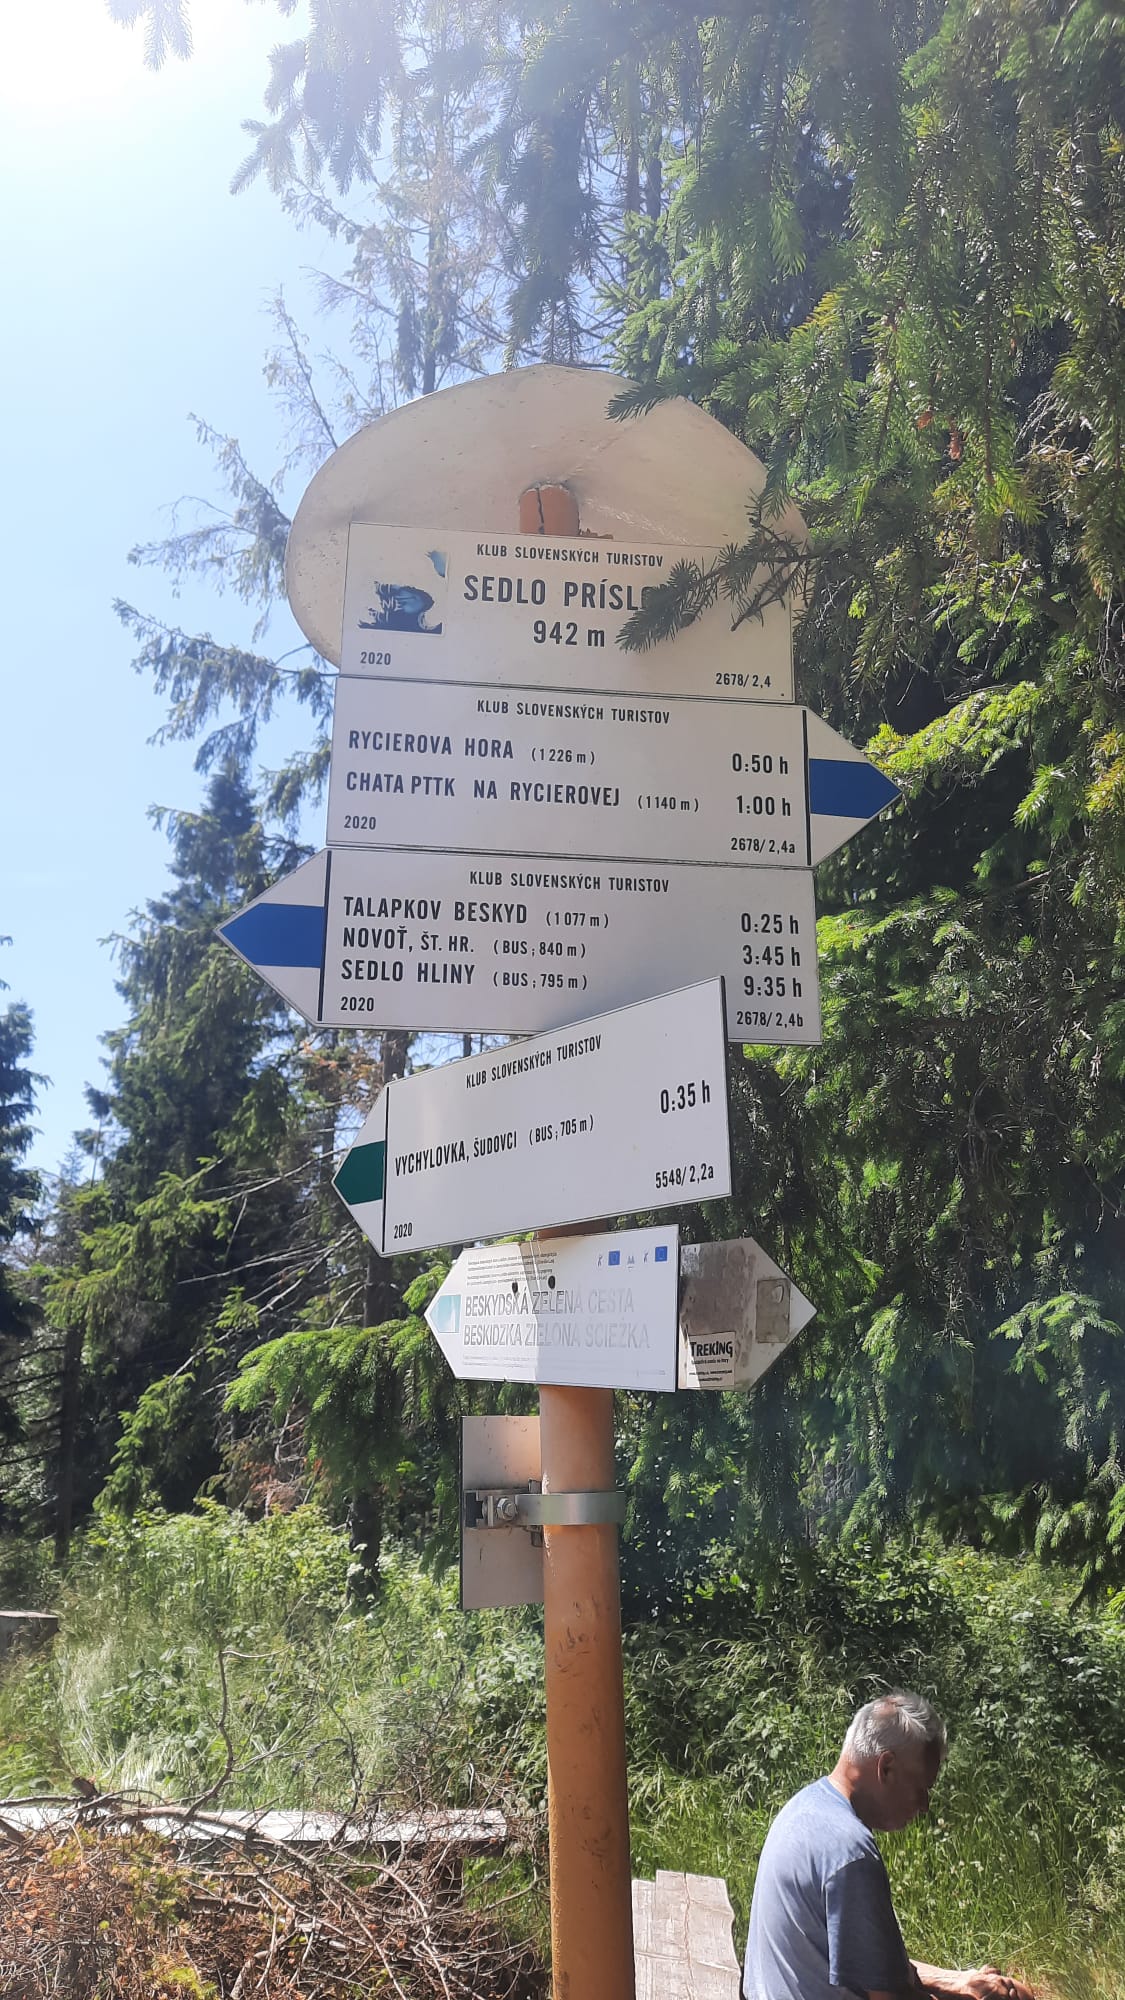 KLUB SLOVENSKÝCH TURISTOV
SEDLO
942 m
2020
2678/2,4
KLUB SLOVENSKÝCH TURISTOV
RYCIEROVA HORA (1226 m) 0:50 h
CHATA PTTK NA RYCIEROVEJ (1140 m) 1:00 h
2020
2678/2,4a
KLUB SLOVENSKÝCH TURISTOV
TALAPKOV BESKYD (1077 m) 0:25 h
NOVOŤ, ŠT. HR. (BUS; 840 m) 3:45 h
SEDLO HLINY (BUS; 795 m) 9:35 h
2020
2678/2,4b
KLUB SLOVENSKÝCH TURISTOV
0:35 h
VYCHYLOVKA, ŠUDOVCI (BUS; 705 m)
5548/2,2a
2020
BESKYDSKÁ ZELENÁ CESTA
BESKIDZKA ZIELONA ŚCIEŻKA
TREKING